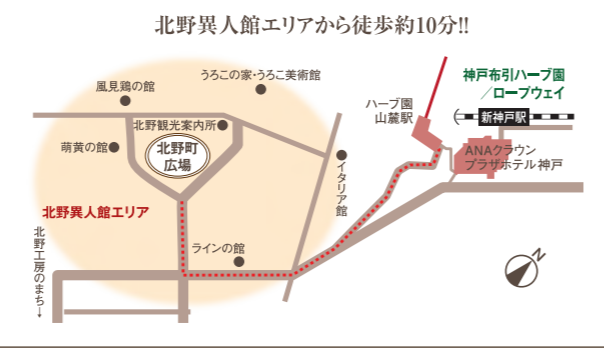 北野異人館エリアから徒歩約10分!!
風見鶏の館
うろこの家・うろこ美術館
神戸布引ハーブ園
／ロープウェイ
ハーブ園
山麓駅
新神戸駅
北野観光案内所
萌黄の館
北野町
広場
ANAクラウン
プラザホテル神戸
イタリア館
北野異人館エリア
ラインの館
北野工房のまち→
N